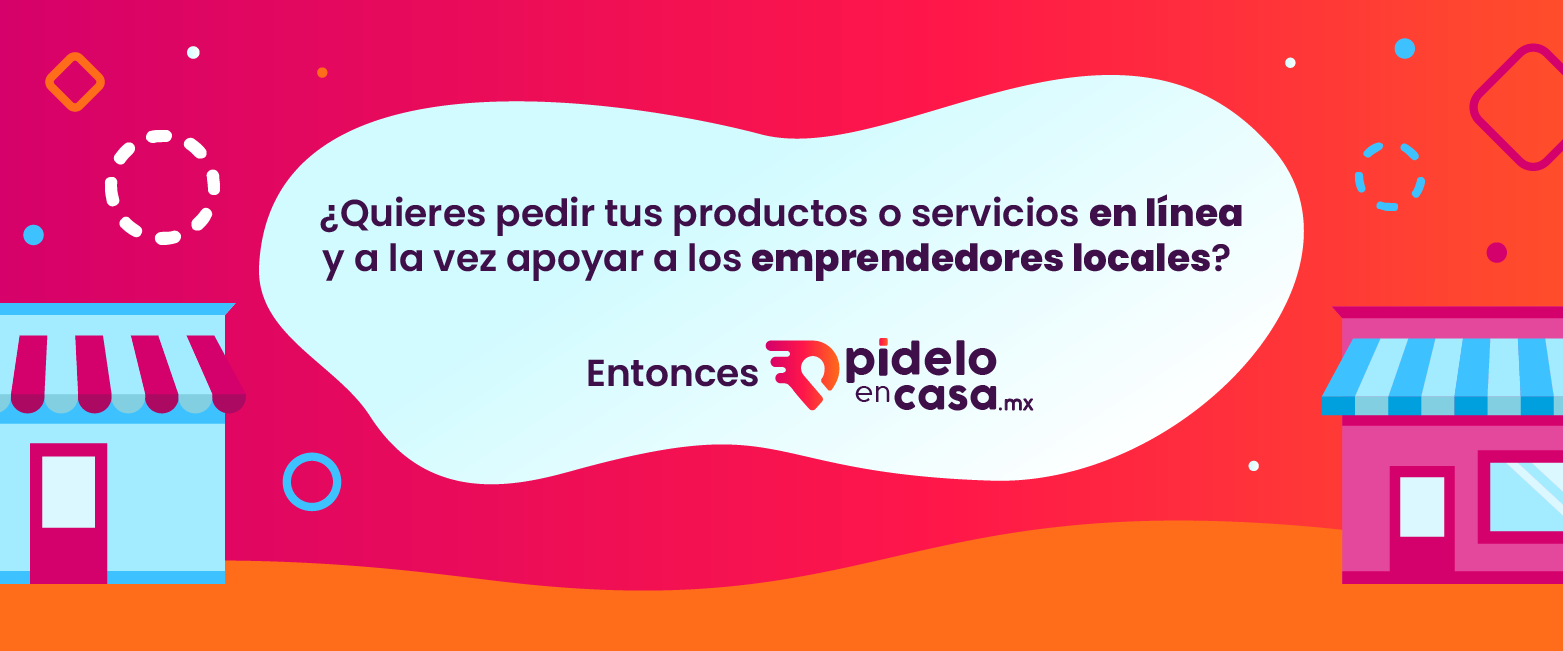 ¿Quieres pedir tus productos o servicios en línea
y a la vez apoyar a los emprendedores locales?
Entonces pidelo
en casa.mx